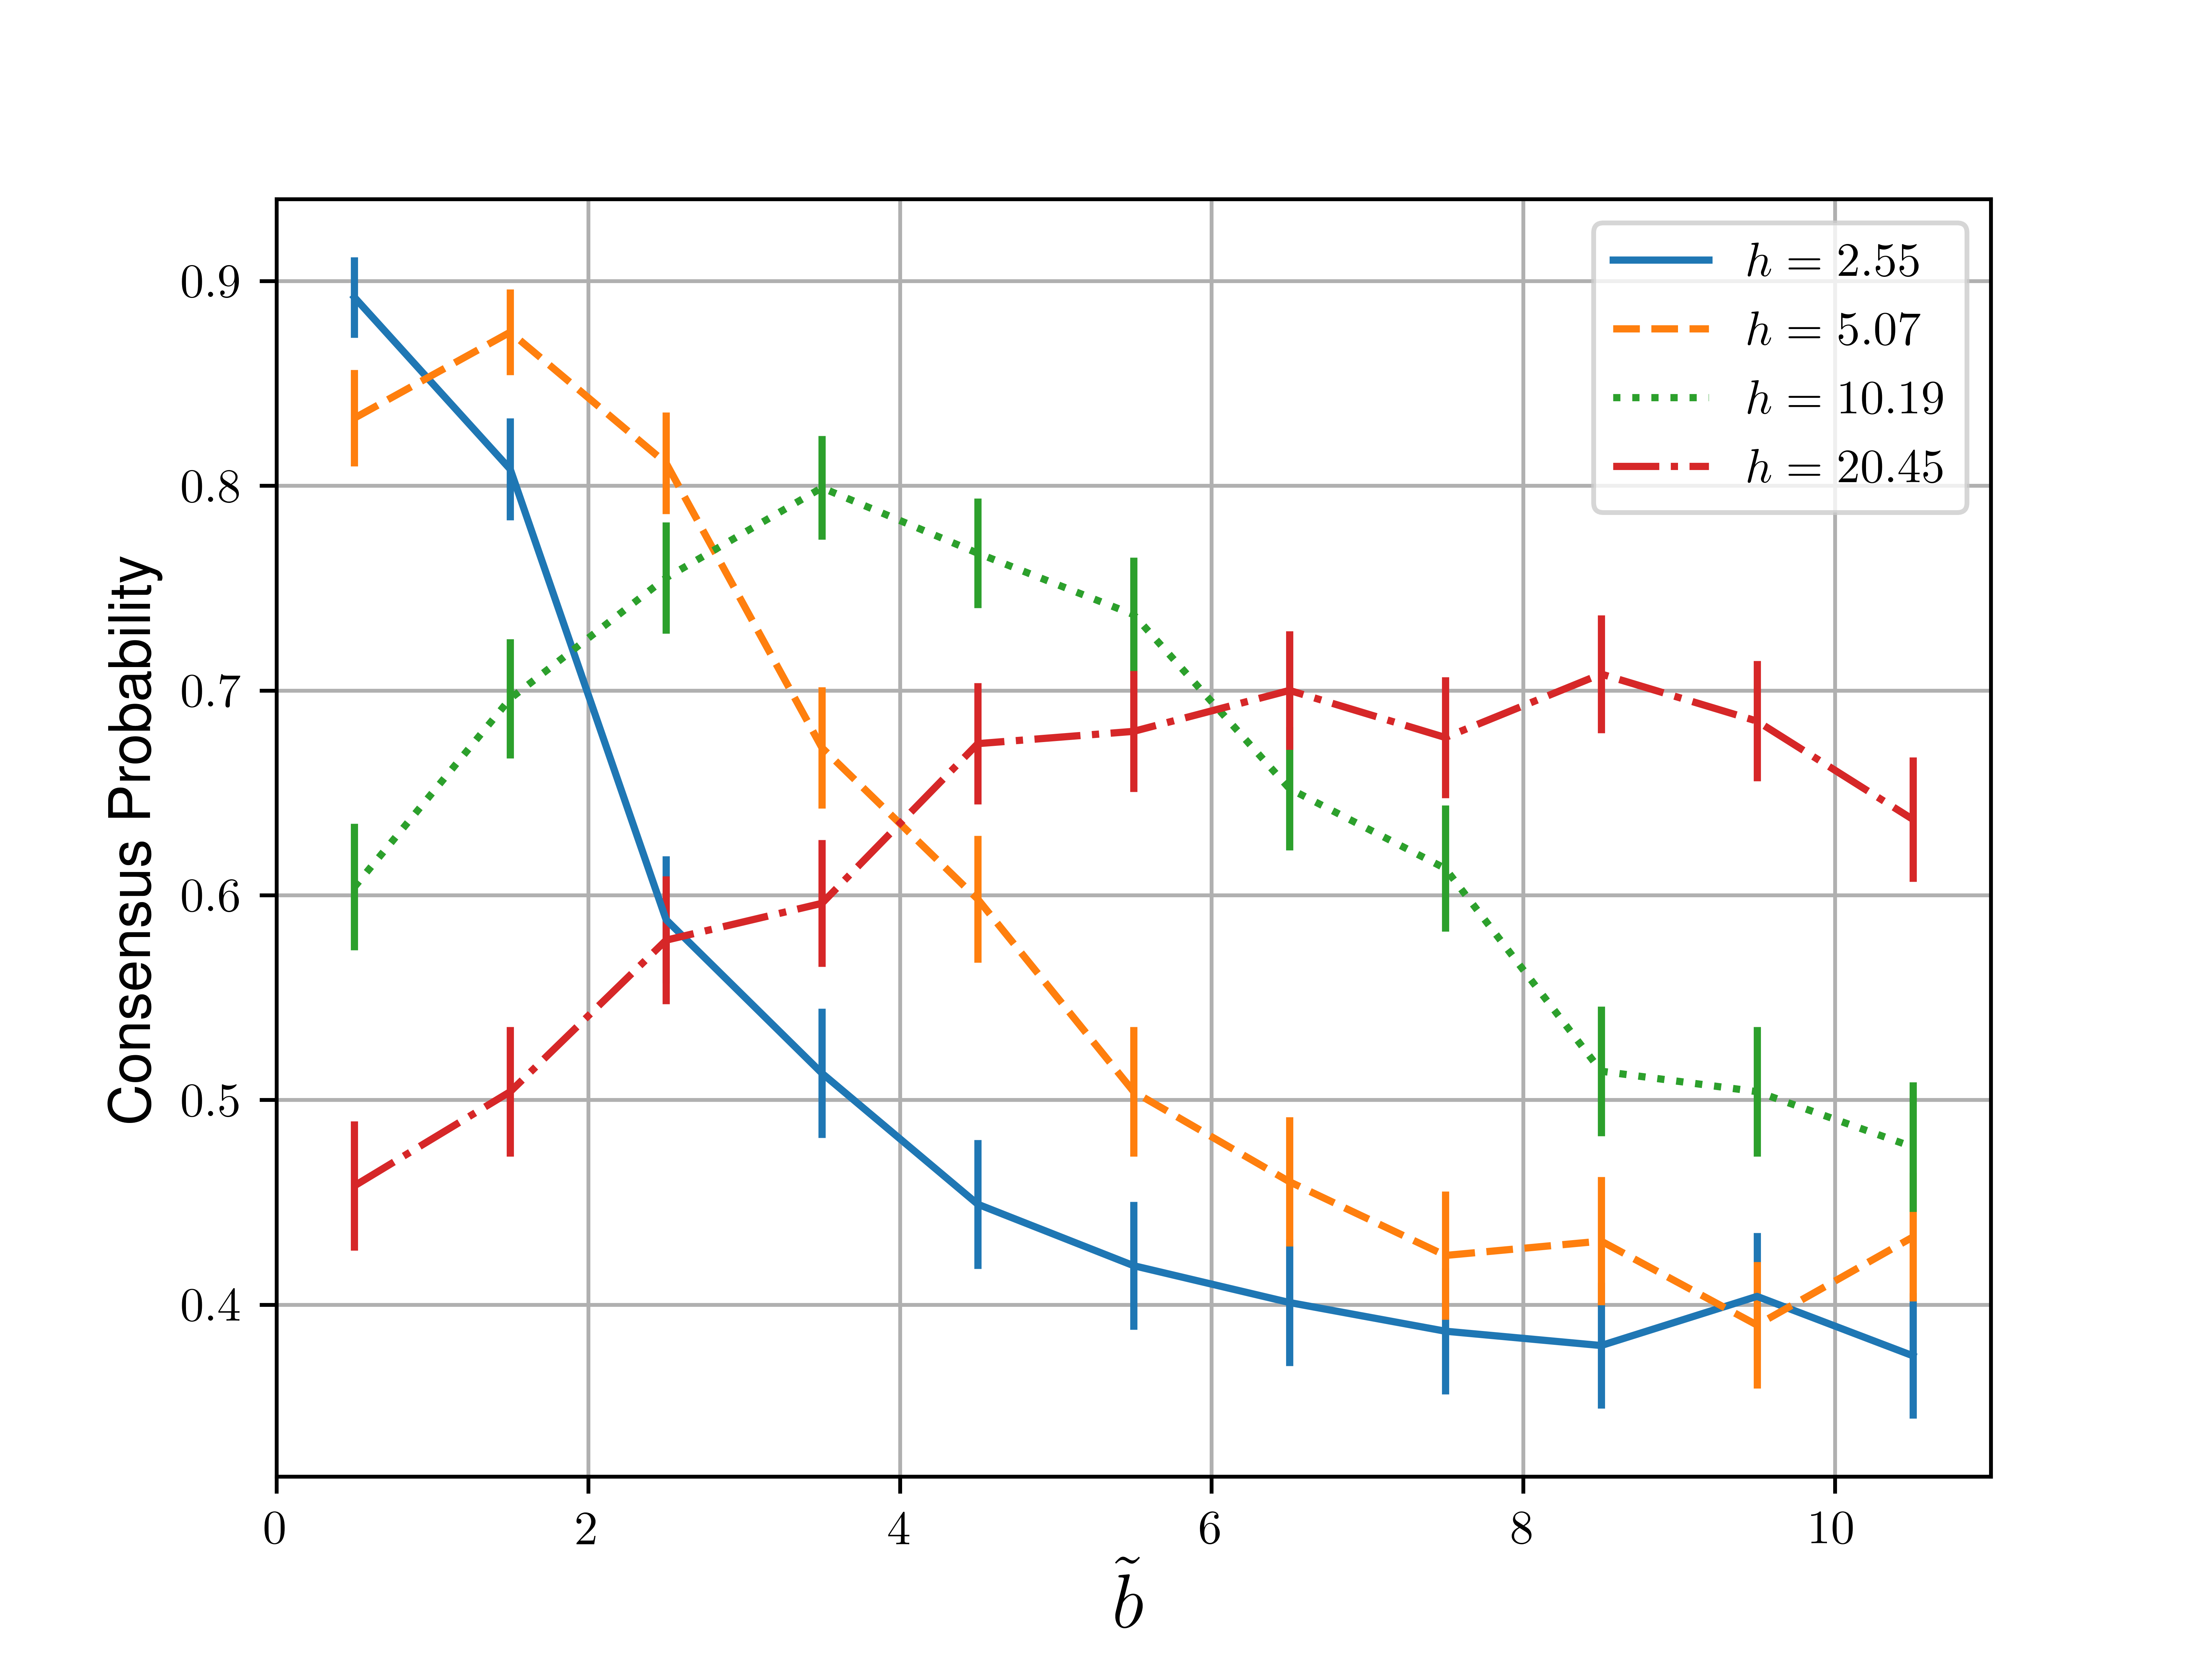 h = 2.55
h = 5.07
h = 10.19
h = 20.45
0.9
0.8
0.7
0.6
0.5
0.4
Consensus Probability
0 2 4 6 8 10
b̃